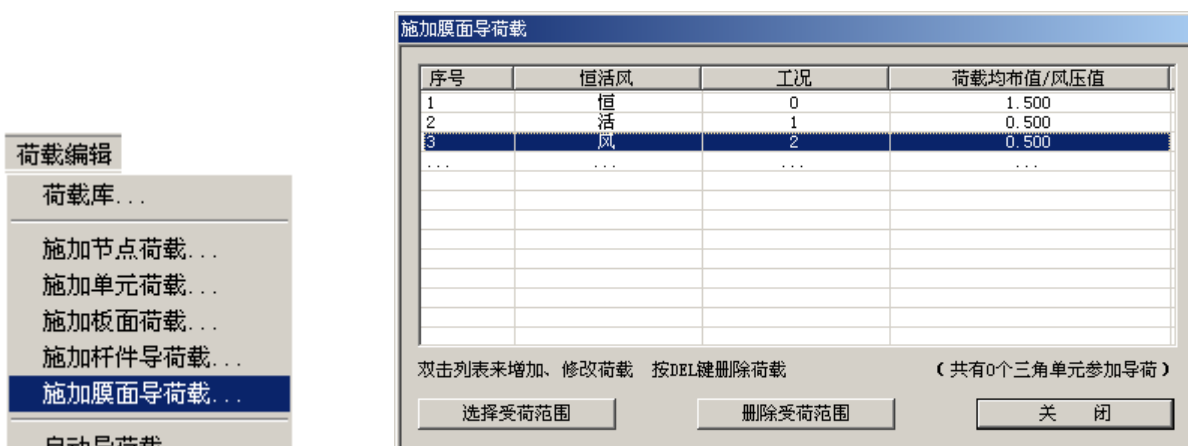 荷载编辑
荷载库...
施加节点荷载...
施加单元荷载...
施加板面荷载...
施加杆件导荷载...
施加膜面导荷载...
自动导荷载
施加膜面导荷载
序号 恒活风 工况 荷载均布值/风压值
1 恒 0 1.500
2 活 1 0.500
3 风 2 0.500
... ... ...
双击列表来增加、修改荷载 按DEL键删除荷载 (共有0个三角单元参加导荷)
选择受荷范围 删除受荷范围 关 闭